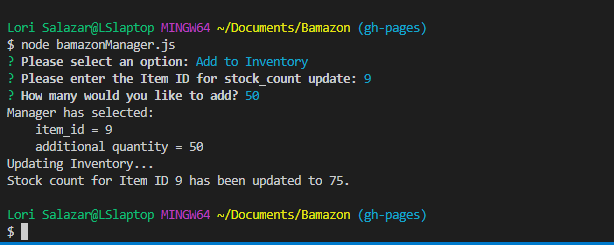 Lori Salazar@LSlaptop MINGW64 ~/Documents/Bamazon (gh-pages)
$ node bamazonManager.js
? Please select an option: Add to Inventory
? Please enter the Item ID for stock_count update: 9
? How many would you like to add? 50
Manager has selected:
    item_id = 9
    additional quantity = 50
Updating Inventory...
Stock count for Item ID 9 has been updated to 75.
Lori Salazar@LSlaptop MINGW64 ~/Documents/Bamazon (gh-pages)
$